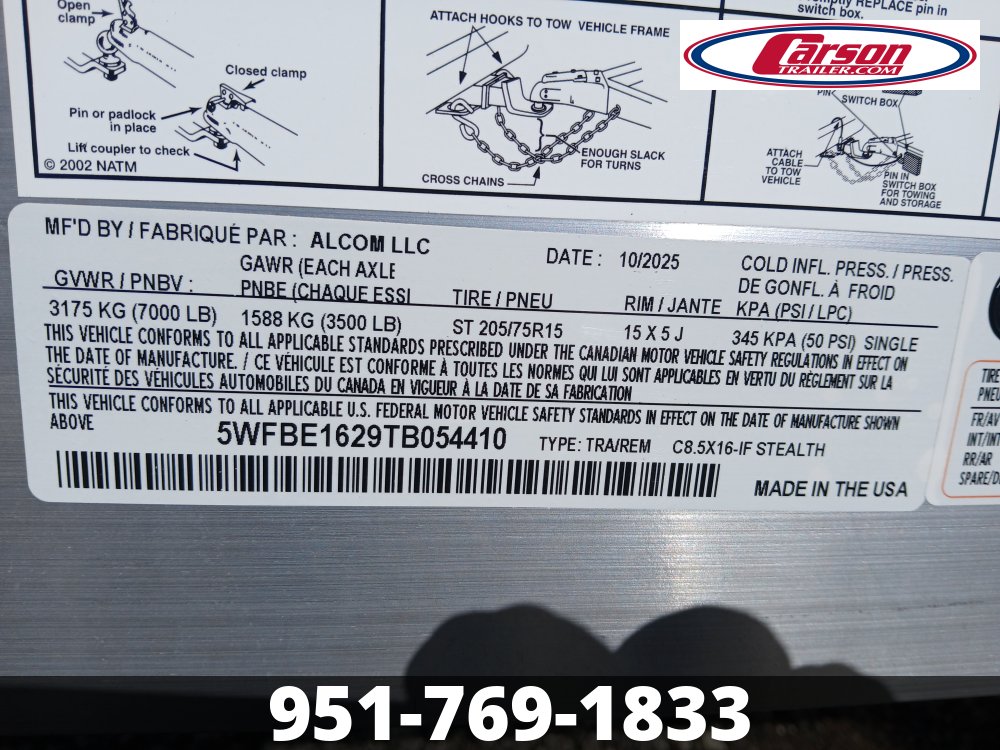 Open
clamp
Closed clamp
Pin or padlock
in place
Lift coupler to check
© 2002 NATM
ATTACH HOOKS TO TOW VEHICLE FRAME
ENOUGH SLACK
FOR TURNS
CROSS CHAINS
REPLACE pin in
switch box.
Carson
TRAILER.COM
PIN
SWITCH BOX
ATTACH
CABLE
TO TOW
VEHICLE
PIN IN
SWITCH BOX
FOR TOWING
AND STORAGE
MF'D BY / FABRIQUÉ PAR : ALCOM LLC
DATE : 10/2025
GVWR / PNBV :
GAWR (EACH AXLE
PNBE (CHAQUE ESSI
TIRE / PNEU
RIM / JANTE
COLD INFL. PRESS. / PRESS.
DE GONFL. À FROID
KPA (PSI / LPC)
3175 KG (7000 LB) 1588 KG (3500 LB) ST 205/75R15 15 X 5 J 345 KPA (50 PSI) SINGLE
THIS VEHICLE CONFORMS TO ALL APPLICABLE STANDARDS PRESCRIBED UNDER THE CANADIAN MOTOR VEHICLE SAFETY REGULATIONS IN EFFECT ON
THE DATE OF MANUFACTURE. / CE VÉHICULE EST CONFORME À TOUTES LES NORMES QUI LUI SONT APPLICABLES EN VERTU DU RÈGLEMENT SUR LA
SÉCURITÉ DES VÉHICULES AUTOMOBILES DU CANADA EN VIGUEUR À LA DATE DE SA FABRICATION
THIS VEHICLE CONFORMS TO ALL APPLICABLE U.S. FEDERAL MOTOR VEHICLE SAFETY STANDARDS IN EFFECT ON THE DATE OF MANUFACTURE SHOWN
ABOVE
5WFBE1629TB054410 TYPE: TRA/REM C8.5X16-IF STEALTH
MADE IN THE USA
TIRE
PNEU
FR/AV
INT/INT
RR/AR
SPARE/D
951-769-1833